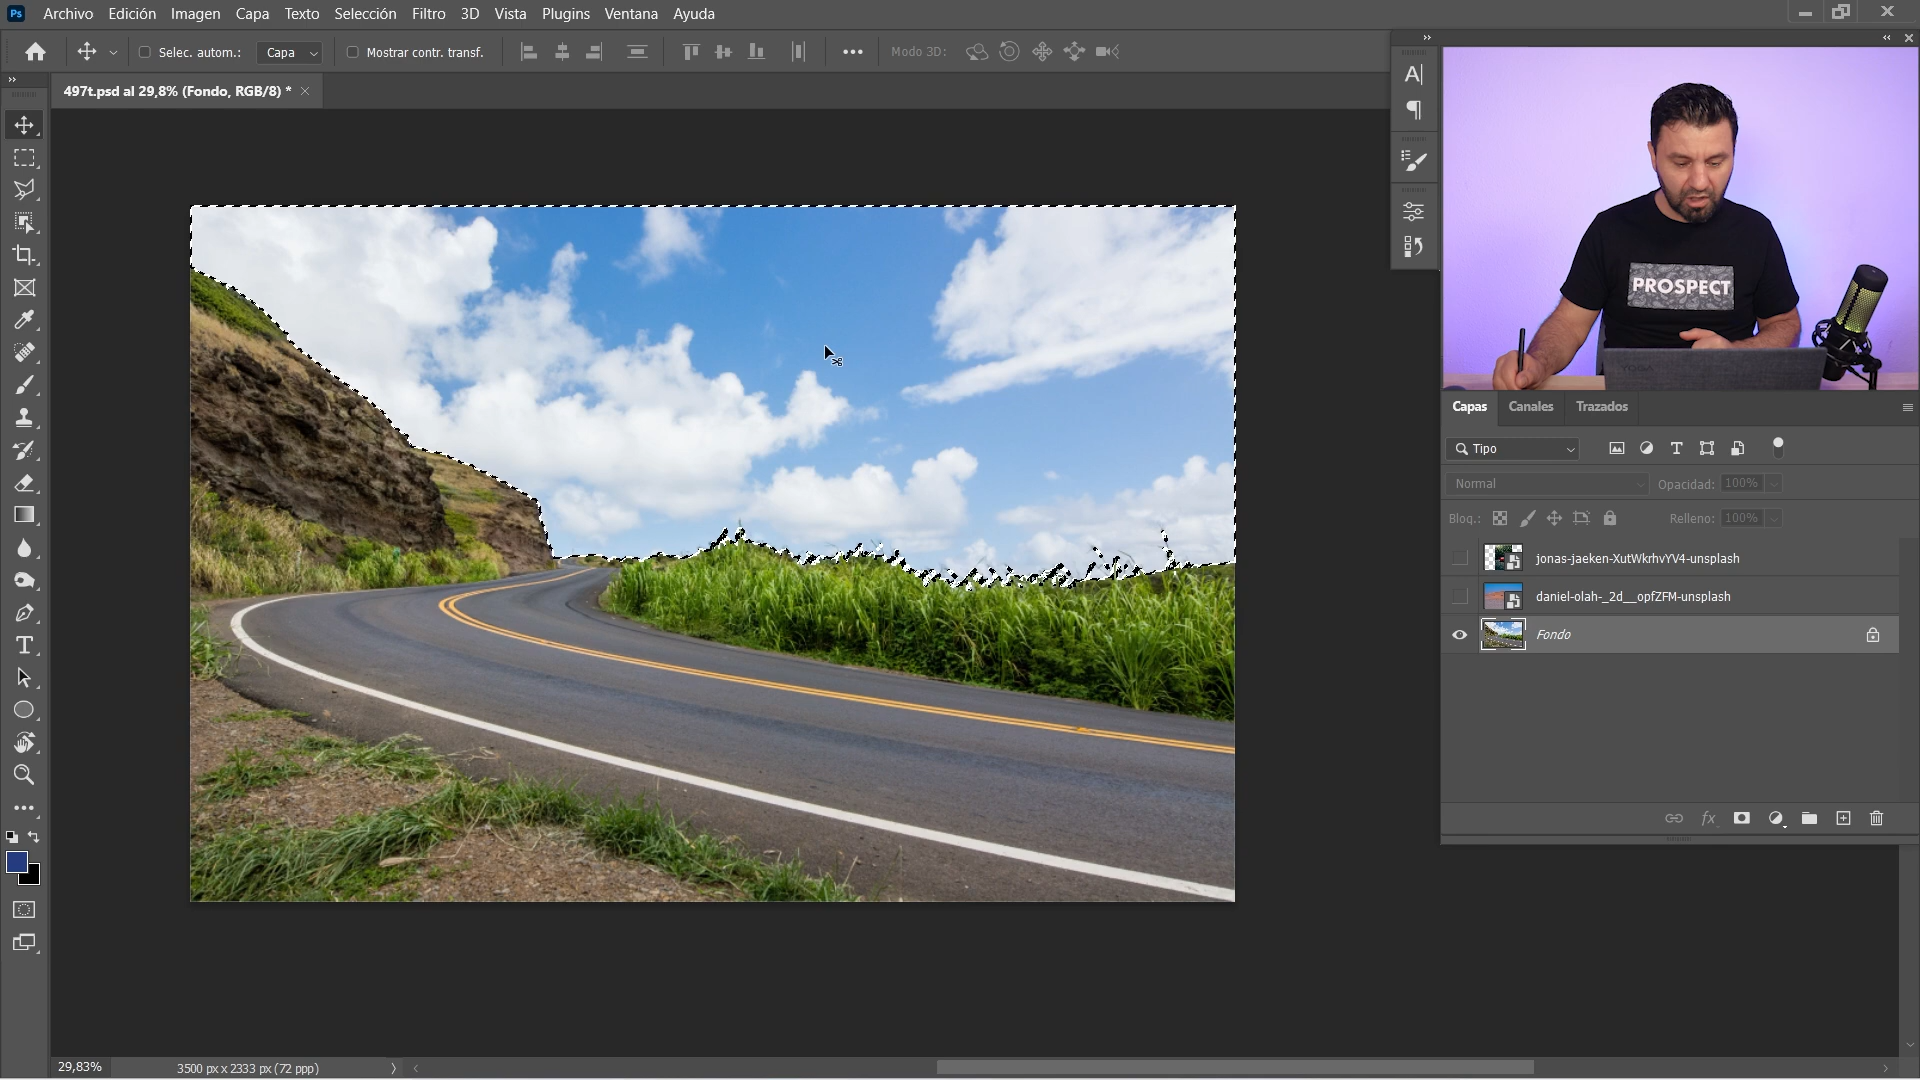 Ps Archivo Edición Imagen Capa Texto Selección Filtro 3D Vista Plugins Ventana Ayuda
Selec. autom.: Capa Mostrar contr. transf. Modo 3D:
497t.psd al 29,8% (Fondo, RGB/8) *
PROSPECT
YOGA
Capas Canales Trazados
Tipo
Normal Opacidad: 100%
Bloq.: Relleno: 100%
jonas-jaeken-XutWkrhvYV4-unsplash
daniel-olah-_2d__opfZFM-unsplash
Fondo
29,83% 3500 px x 2333 px (72 ppp)